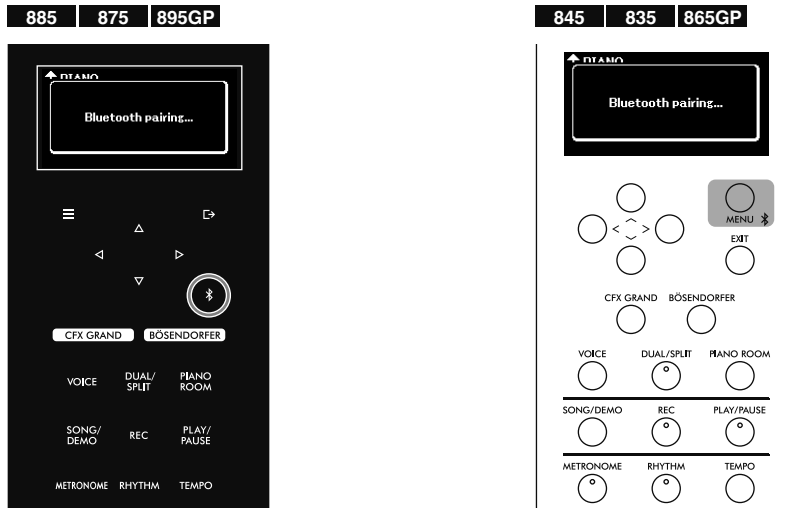 885 875 895GP
PIANO
Bluetooth pairing...
CFX GRAND BÖSENDORFER
VOICE DUAL/SPLIT PIANO ROOM
SONG/DEMO REC PLAY/PAUSE
METRONOME RHYTHM TEMPO
845 835 865GP
PIANO
Bluetooth pairing...
MENU
EXIT
CFX GRAND BÖSENDORFER
VOICE DUAL/SPLIT PIANO ROOM
SONG/DEMO REC PLAY/PAUSE
METRONOME RHYTHM TEMPO